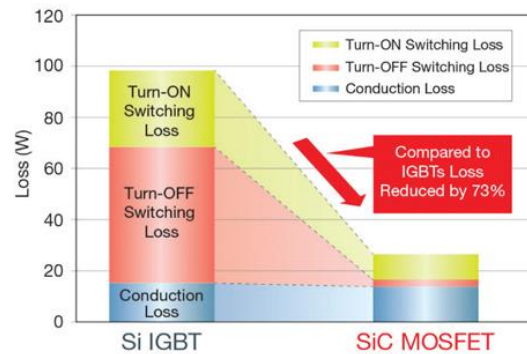 Turn-ON Switching Loss
Turn-OFF Switching Loss
Conduction Loss
Loss (W)
120
100
80
60
40
20
0
Turn-ON
Switching
Loss
Turn-OFF
Switching
Loss
Conduction
Loss
Compared to
IGBTs Loss
Reduced by 73%
Si IGBT
SiC MOSFET